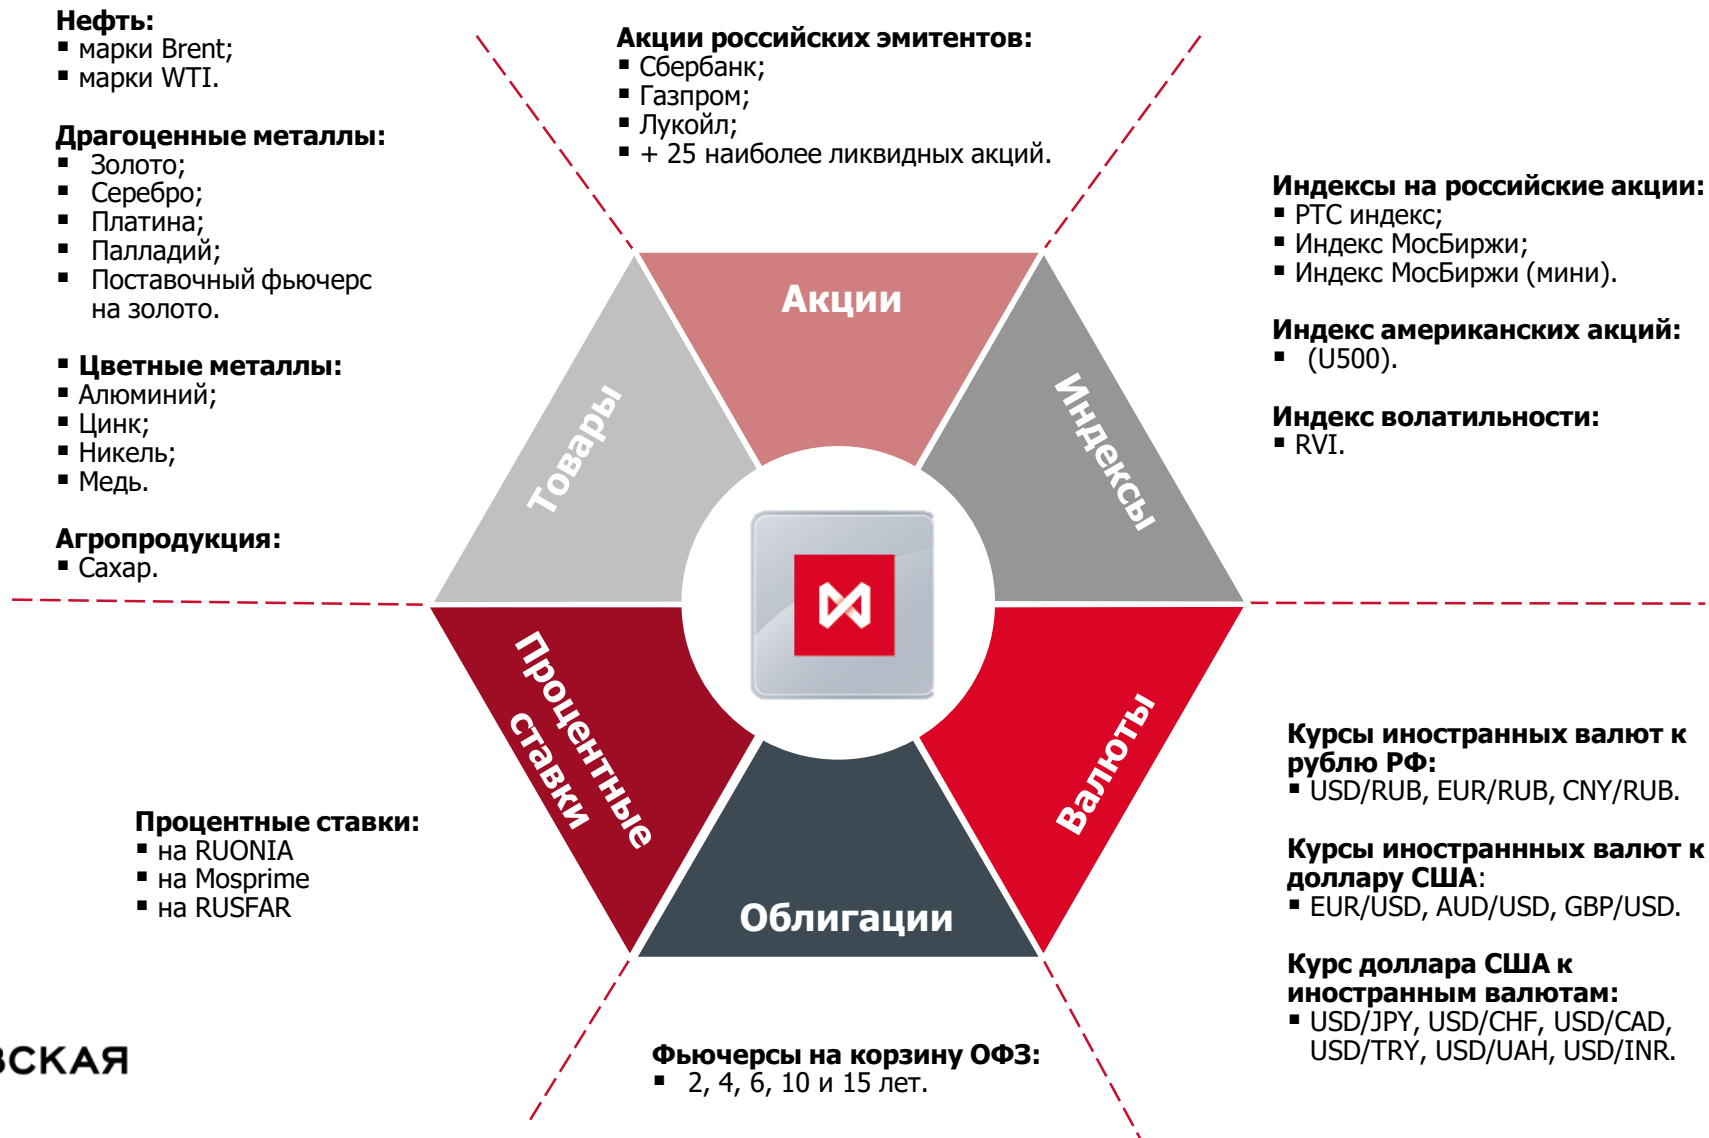 Нефть:
▪ марки Brent;
▪ марки WTI.
Драгоценные металлы:
▪ Золото;
▪ Серебро;
▪ Платина;
▪ Палладий;
▪ Поставочный фьючерс
на золото.
▪ Цветные металлы:
▪ Алюминий;
▪ Цинк;
▪ Никель;
▪ Медь.
Агропродукция:
▪ Сахар.
Акции российских эмитентов:
▪ Сбербанк;
▪ Газпром;
▪ Лукойл;
▪ + 25 наиболее ликвидных акций.
Индексы на российские акции:
▪ РТС индекс;
▪ Индекс МосБиржи;
▪ Индекс МосБиржи (мини).
Индекс американских акций:
▪ (U500).
Индекс волатильности:
▪ RVI.
Акции
Товары
Индексы
Процентные
ставки
Валюты
Облигации
Процентные ставки:
▪ на RUONIA
▪ на Mosprime
▪ на RUSFAR
Курсы иностранных валют к
рублю РФ:
▪ USD/RUB, EUR/RUB, CNY/RUB.
Курсы иностраннных валют к
доллару США:
▪ EUR/USD, AUD/USD, GBP/USD.
Курс доллара США к
иностранным валютам:
▪ USD/JPY, USD/CHF, USD/CAD,
USD/TRY, USD/UAH, USD/INR.
Фьючерсы на корзину ОФЗ:
▪ 2, 4, 6, 10 и 15 лет.
ВСКАЯ